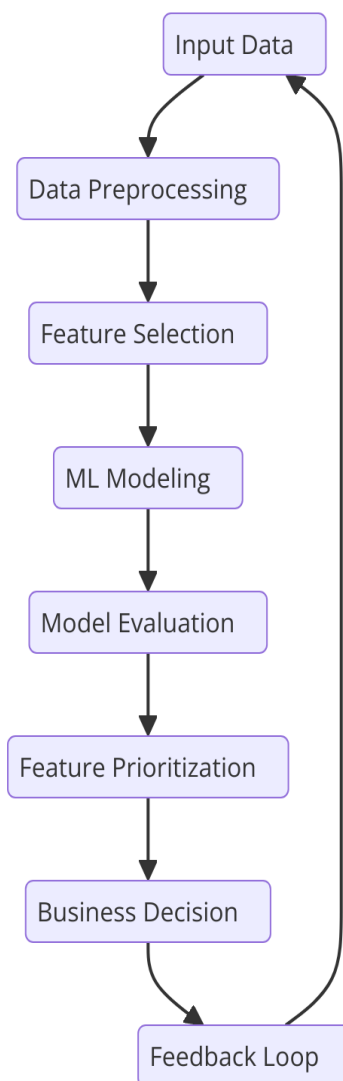 Input Data
Data Preprocessing
Feature Selection
ML Modeling
Model Evaluation
Feature Prioritization
Business Decision
Feedback Loop